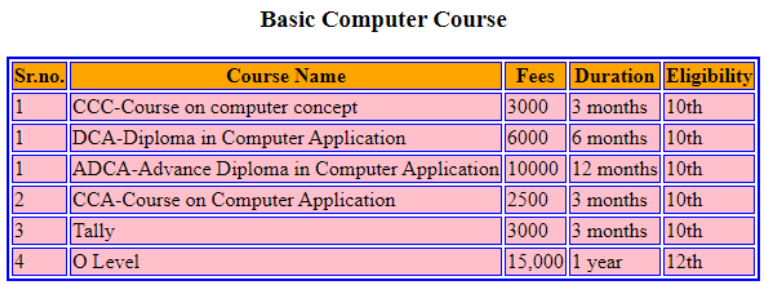 Basic Computer Course
Sr.no. Course Name Fees Duration Eligibility
1 CCC-Course on computer concept 3000 3 months 10th
1 DCA-Diploma in Computer Application 6000 6 months 10th
1 ADCA-Advance Diploma in Computer Application 10000 12 months 10th
2 CCA-Course on Computer Application 2500 3 months 10th
3 Tally 3000 3 months 10th
4 O Level 15,000 1 year 12th